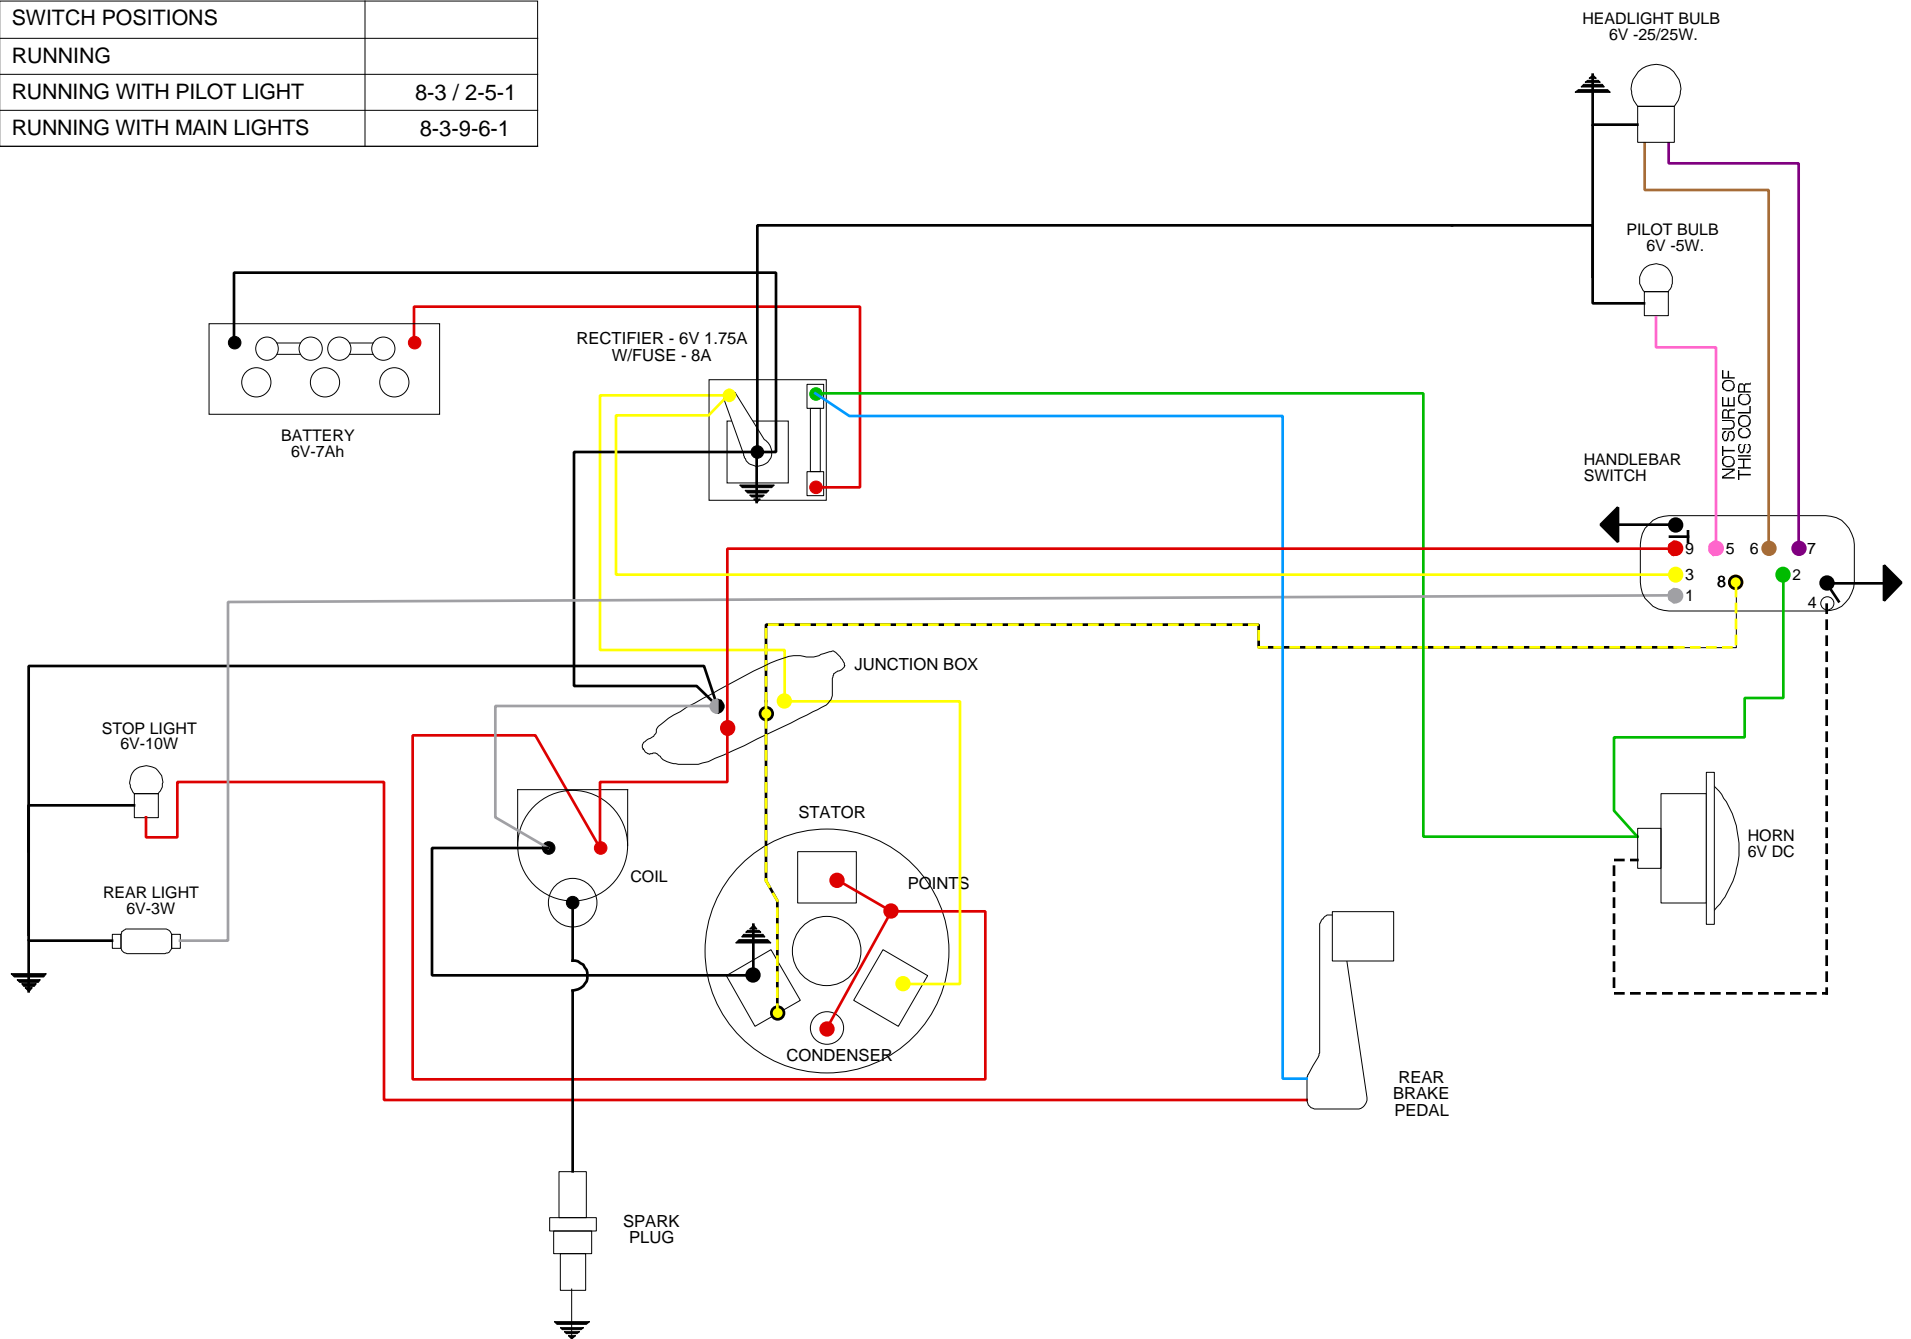 SWITCH POSITIONS
RUNNING
RUNNING WITH PILOT LIGHT 8-3 / 2-5-1
RUNNING WITH MAIN LIGHTS 8-3-9-6-1
HEADLIGHT BULB
6V -25/25W.
PILOT BULB
6V -5W.
RECTIFIER - 6V 1.75A
W/FUSE - 8A
BATTERY
6V-7Ah
NOT SURE OF
THIS COLOR
HANDLEBAR
SWITCH
9 5 6 7
3 8 2
1 4
JUNCTION BOX
STOP LIGHT
6V-10W
STATOR
COIL
POINTS
HORN
6V DC
REAR LIGHT
6V-3W
CONDENSER
REAR
BRAKE
PEDAL
SPARK
PLUG